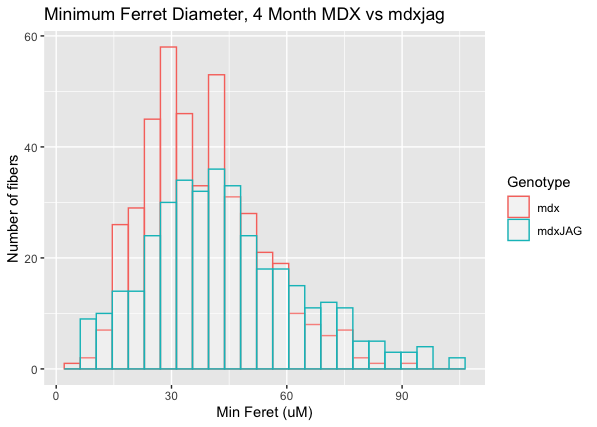 Minimum Ferret Diameter, 4 Month MDX vs mdxjag
60
40
20
0
Number of fibers
0 30 60 90
Min Feret (uM)
Genotype
mdx
mdxJAG